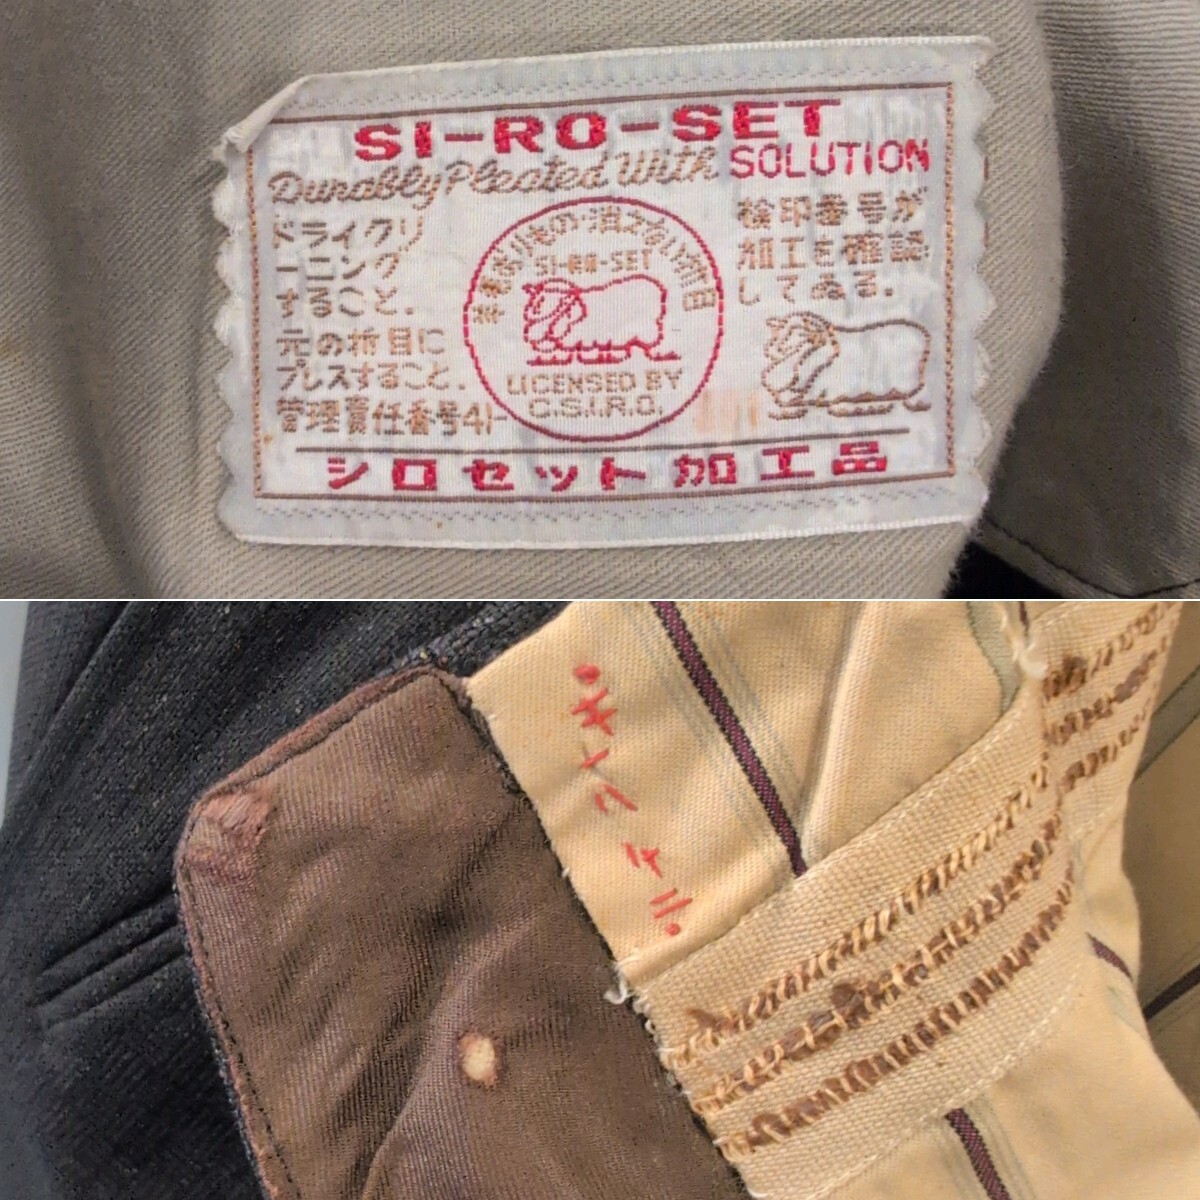 SI-RO-SET
Durably Pleated With SOLUTION
ドライクリ
ーニング
すること.
元の折目に
プレスすること.
管理責任番号41-
SI-RO-SET
LICENSED BY
C.S.I.R.O.
検印番号が
加工を確認
してゐる.
シロセット加工品